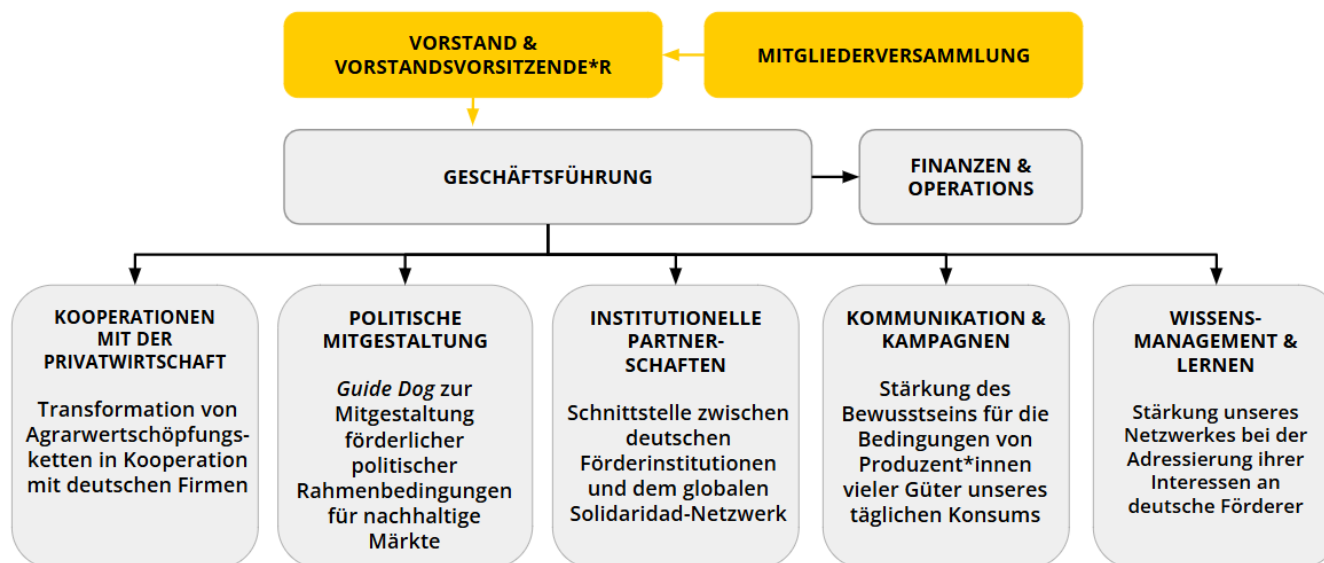 VORSTAND &
VORSTANDSVORSITZENDE*R
MITGLIEDERVERSAMMLUNG
GESCHÄFTSFÜHRUNG
FINANZEN &
OPERATIONS
KOOPERATIONEN
MIT DER
PRIVATWIRTSCHAFT
Transformation von
Agrarwertschöpfungs-
ketten in Kooperation
mit deutschen Firmen
POLITISCHE
MITGESTALTUNG
Guide Dog zur
Mitgestaltung
förderlicher
politischer
Rahmenbedingungen
für nachhaltige
Märkte
INSTITUTIONELLE
PARTNER-
SCHAFTEN
Schnittstelle zwischen
deutschen
Förderinstitutionen
und dem globalen
Solidaridad-Netzwerk
KOMMUNIKATION &
KAMPAGNEN
Stärkung des
Bewusstseins für die
Bedingungen von
Produzent*innen
vieler Güter unseres
täglichen Konsums
WISSENS-
MANAGEMENT &
LERNEN
Stärkung unseres
Netzwerkes bei der
Adressierung ihrer
Interessen an
deutsche Förderer